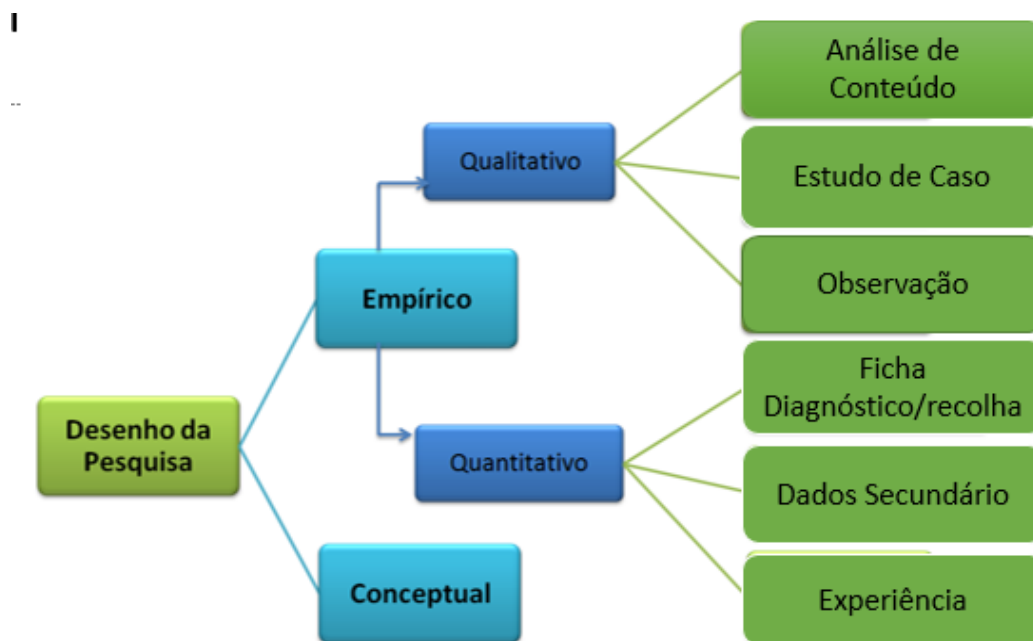 Análise de
Conteúdo
Qualitativo
Estudo de Caso
Observação
Empírico
Ficha
Diagnóstico/recolha
Desenho da
Pesquisa
Quantitativo
Dados Secundário
Conceptual
Experiência